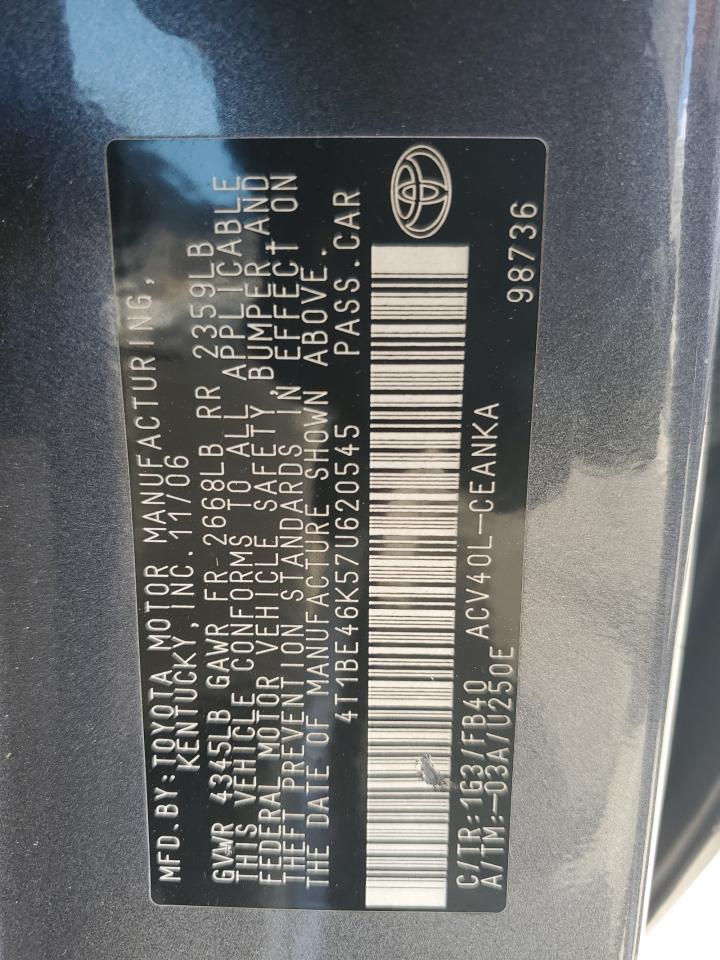 MFD.BY:TOYOTA MOTOR MANUFACTURING,
KENTUCKY,INC.11/06
GVWR 4345LB GAWR FR 2668LB RR 2359LB
THIS VEHICLE CONFORMS TO ALL APPLICABLE
FEDERAL MOTOR VEHICLE SAFETY,BUMPER,AND
THEFT PREVENTION STANDARDS IN EFFECT ON
THE DATE OF MANUFACTURE SHOWN ABOVE.
4T1BE46K57U620545 PASS.CAR
C/TR:1G3/FB40 ACV40L-CEANKA
A/TM:-03A/U250E
98736